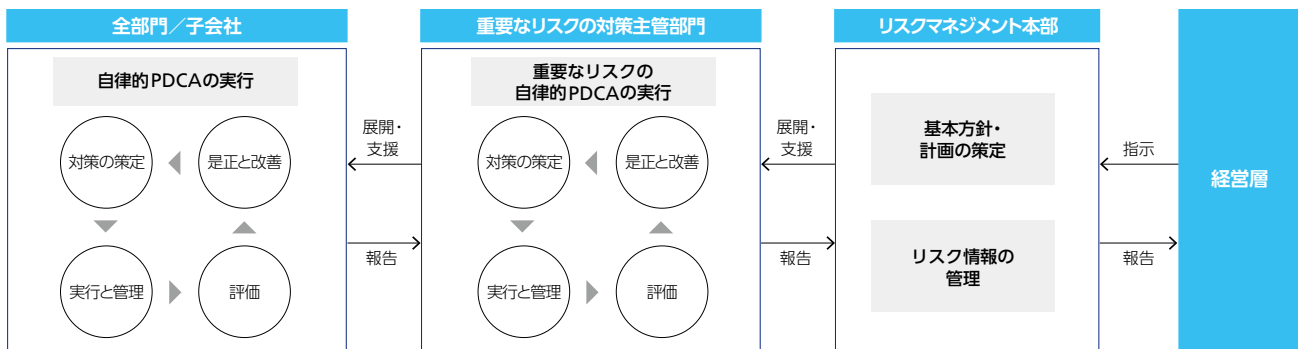 全部門／子会社
自律的PDCAの実行
対策の策定
是正と改善
実行と管理
評価
展開・
支援
報告
重要なリスクの対策主管部門
重要なリスクの
自律的PDCAの実行
対策の策定
是正と改善
実行と管理
評価
展開・
支援
報告
リスクマネジメント本部
基本方針・
計画の策定
リスク情報の
管理
指示
報告
経営層